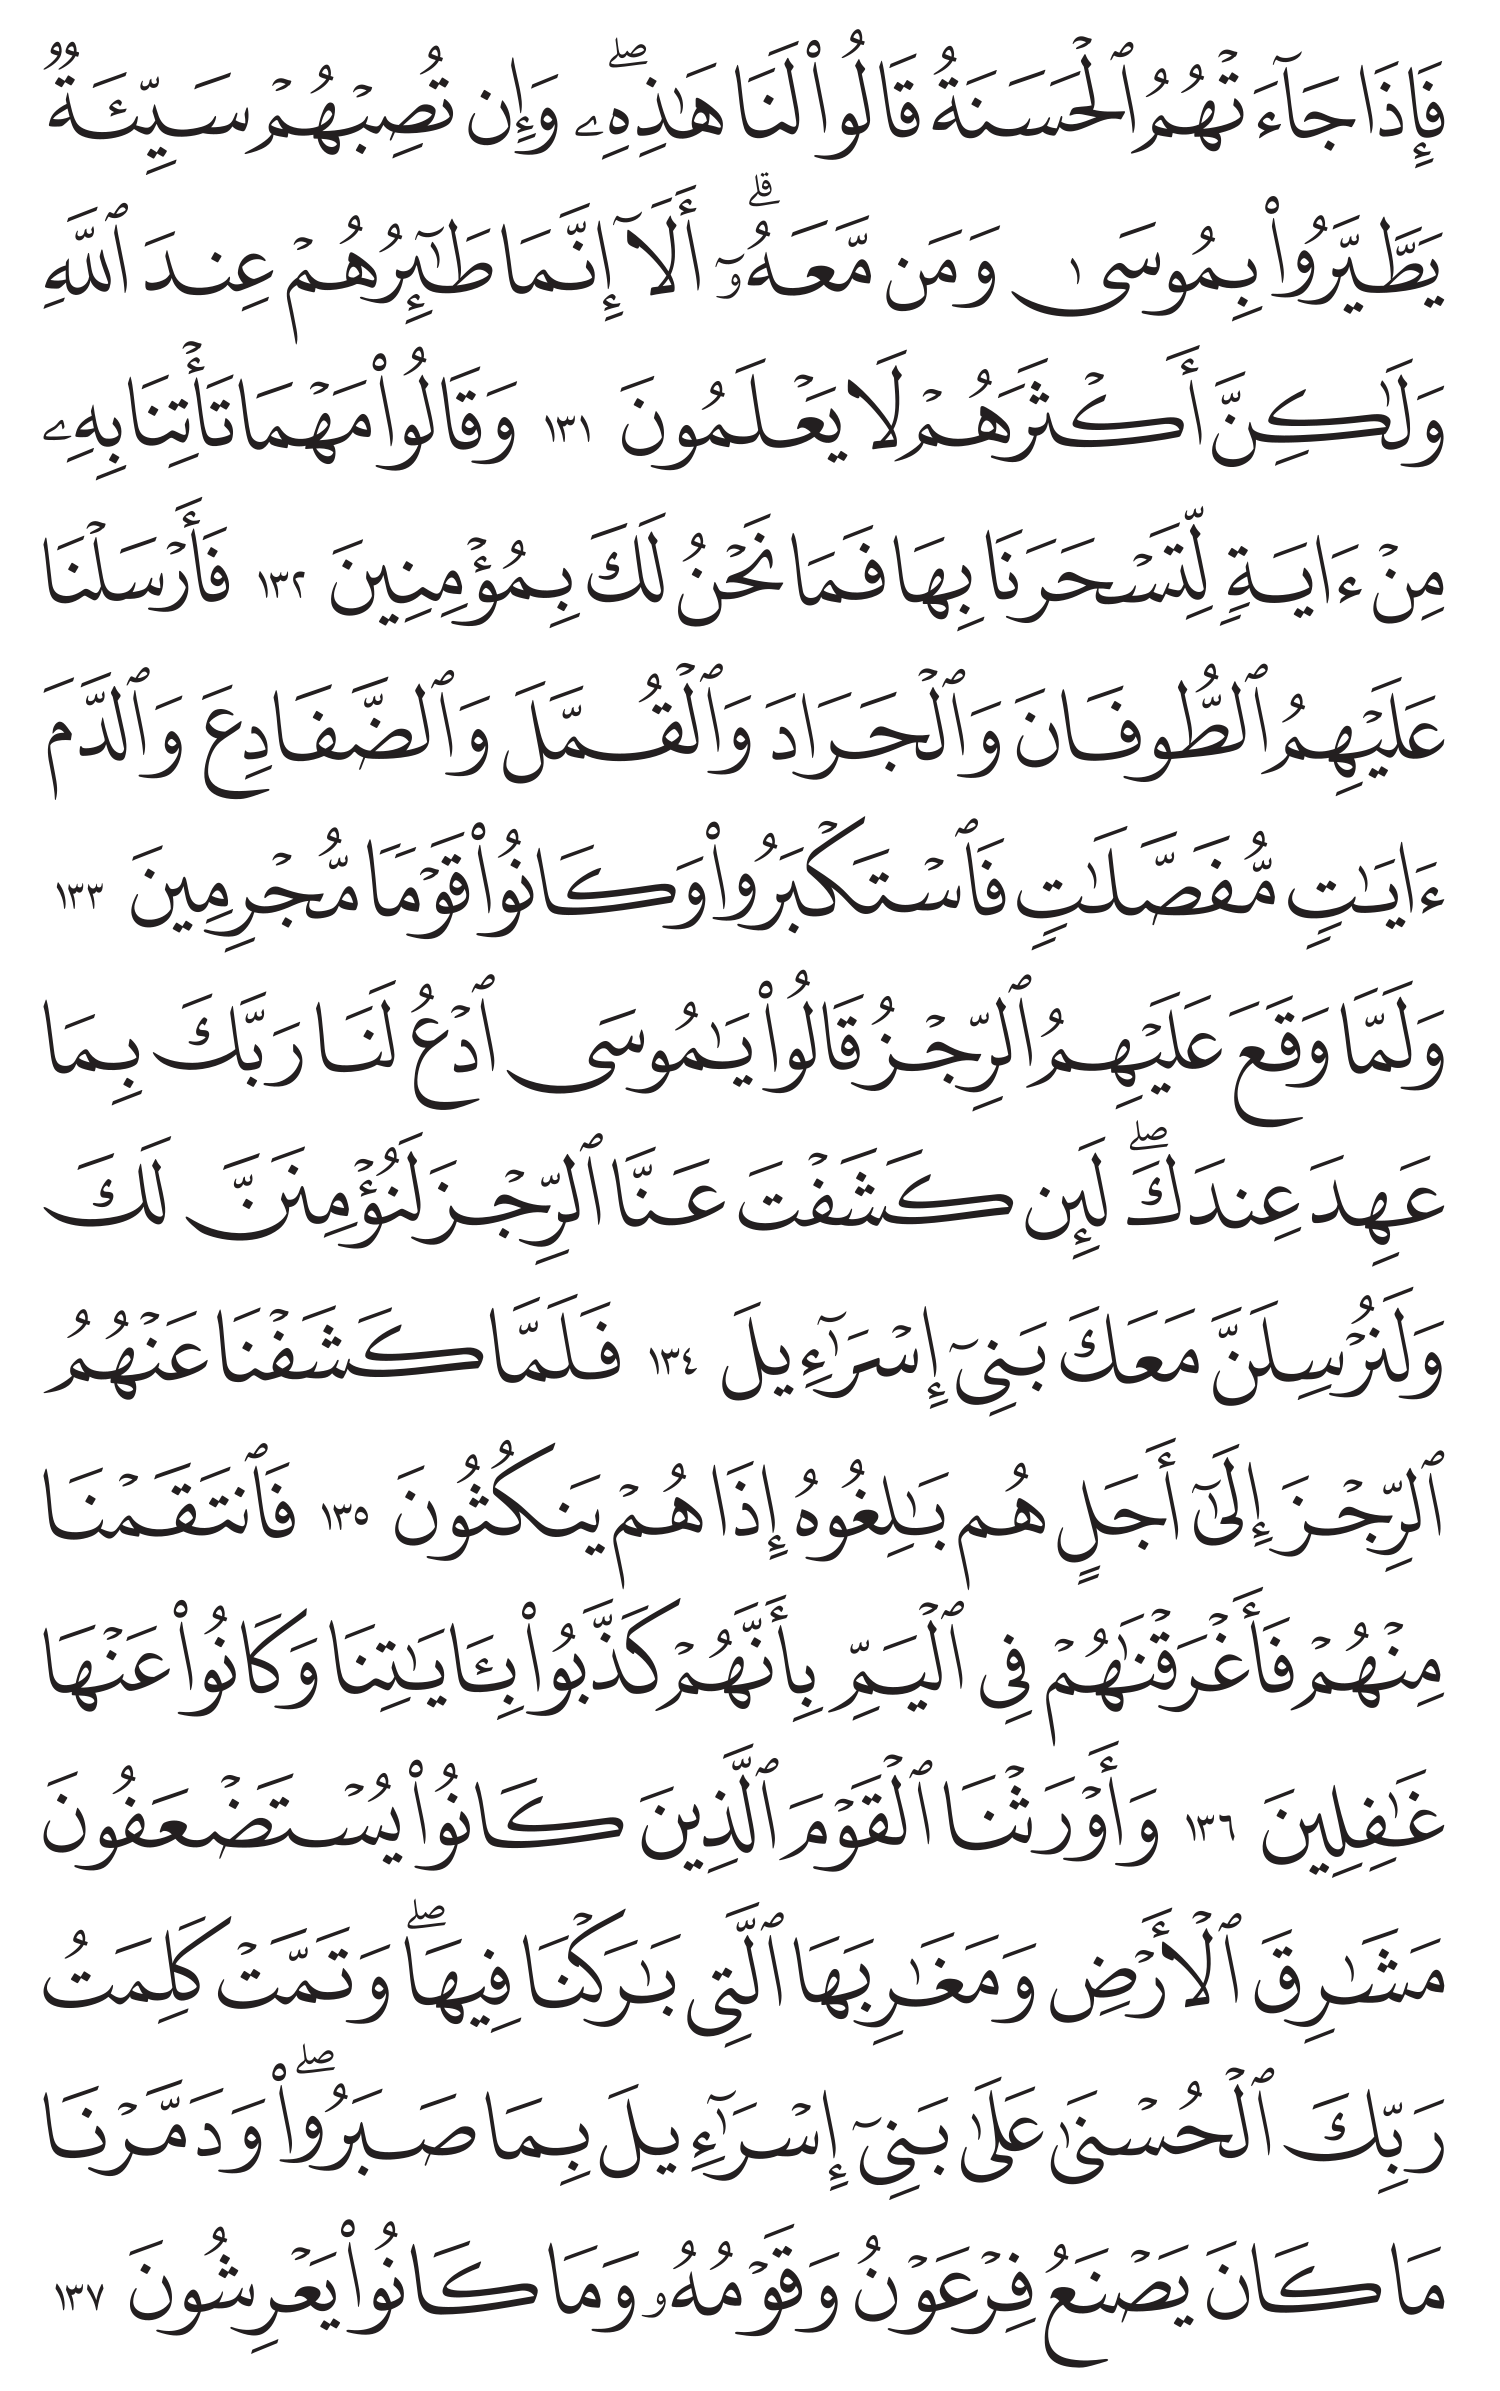 فَإِذَا جَآءَتْهُمُ ٱلْحَسَنَةُ قَالُوا۟ لَنَا هَـٰذِهِۦ ۖ وَإِن تُصِبْهُمْ سَيِّئَةٌۭ
يَطَّيَّرُوا۟ بِمُوسَىٰ وَمَن مَّعَهُۥٓ ۗ أَلَآ إِنَّمَا طَـٰٓئِرُهُمْ عِندَ ٱللَّهِ
وَلَـٰكِنَّ أَكْثَرَهُمْ لَا يَعْلَمُونَ ١٣١ وَقَالُوا۟ مَهْمَا تَأْتِنَا بِهِۦ
مِنْ ءَايَةٍۢ لِّتَسْحَرَنَا بِهَا فَمَا نَحْنُ لَكَ بِمُؤْمِنِينَ ١٣٢ فَأَرْسَلْنَا
عَلَيْهِمُ ٱلطُّوفَانَ وَٱلْجَرَادَ وَٱلْقُمَّلَ وَٱلضَّفَادِعَ وَٱلدَّمَ
ءَايَـٰتٍۢ مُّفَصَّلَـٰتٍۢ فَٱسْتَكْبَرُوا۟ وَكَانُوا۟ قَوْمًۭا مُّجْرِمِينَ ١٣٣
وَلَمَّا وَقَعَ عَلَيْهِمُ ٱلرِّجْزُ قَالُوا۟ يَـٰمُوسَى ٱدْعُ لَنَا رَبَّكَ بِمَا
عَهِدَ عِندَكَ ۖ لَئِن كَشَفْتَ عَنَّا ٱلرِّجْزَ لَنُؤْمِنَنَّ لَكَ
وَلَنُرْسِلَنَّ مَعَكَ بَنِىٓ إِسْرَٰٓءِيلَ ١٣٤ فَلَمَّا كَشَفْنَا عَنْهُمُ
ٱلرِّجْزَ إِلَىٰٓ أَجَلٍ هُم بَـٰلِغُوهُ إِذَا هُمْ يَنكُثُونَ ١٣٥ فَٱنتَقَمْنَا
مِنْهُمْ فَأَغْرَقْنَـٰهُمْ فِى ٱلْيَمِّ بِأَنَّهُمْ كَذَّبُوا۟ بِـَٔايَـٰتِنَا وَكَانُوا۟ عَنْهَا
غَـٰفِلِينَ ١٣٦ وَأَوْرَثْنَا ٱلْقَوْمَ ٱلَّذِينَ كَانُوا۟ يُسْتَضْعَفُونَ
مَشَـٰرِقَ ٱلْأَرْضِ وَمَغَـٰرِبَهَا ٱلَّتِى بَـٰرَكْنَا فِيهَا ۖ وَتَمَّتْ كَلِمَتُ
رَبِّكَ ٱلْحُسْنَىٰ عَلَىٰ بَنِىٓ إِسْرَٰٓءِيلَ بِمَا صَبَرُوا۟ ۖ وَدَمَّرْنَا
مَا كَانَ يَصْنَعُ فِرْعَوْنُ وَقَوْمُهُۥ وَمَا كَانُوا۟ يَعْرِشُونَ ١٣٧